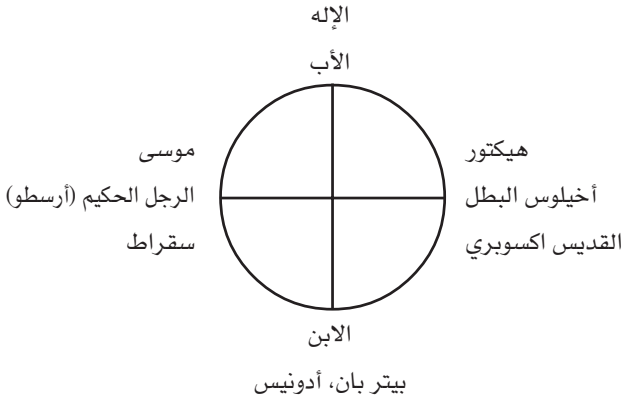 الإله
الأب
هيكتور
أخيلوس البطل
القديس اكسوبري
موسى
الرجل الحكيم (أرسطو)
سقراط
الابن
بيتر بان، أدونيس